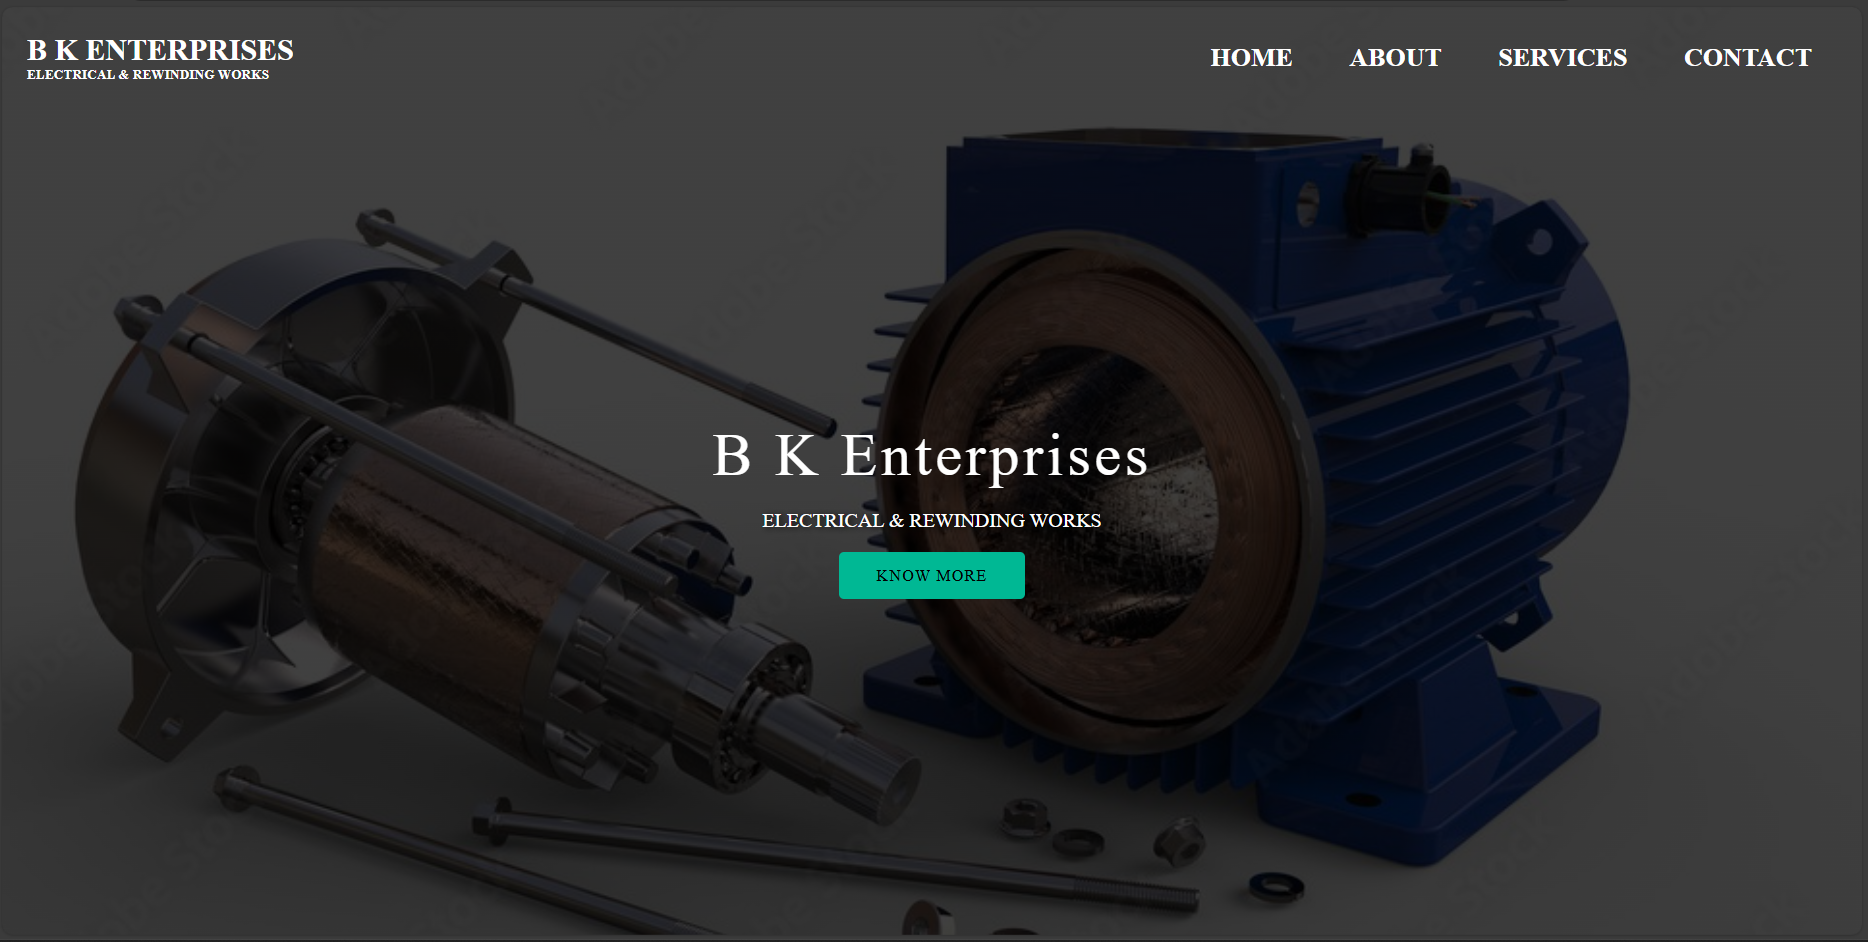 B K ENTERPRISES
ELECTRICAL & REWINDING WORKS
HOME ABOUT SERVICES CONTACT
B K Enterprises
ELECTRICAL & REWINDING WORKS
KNOW MORE